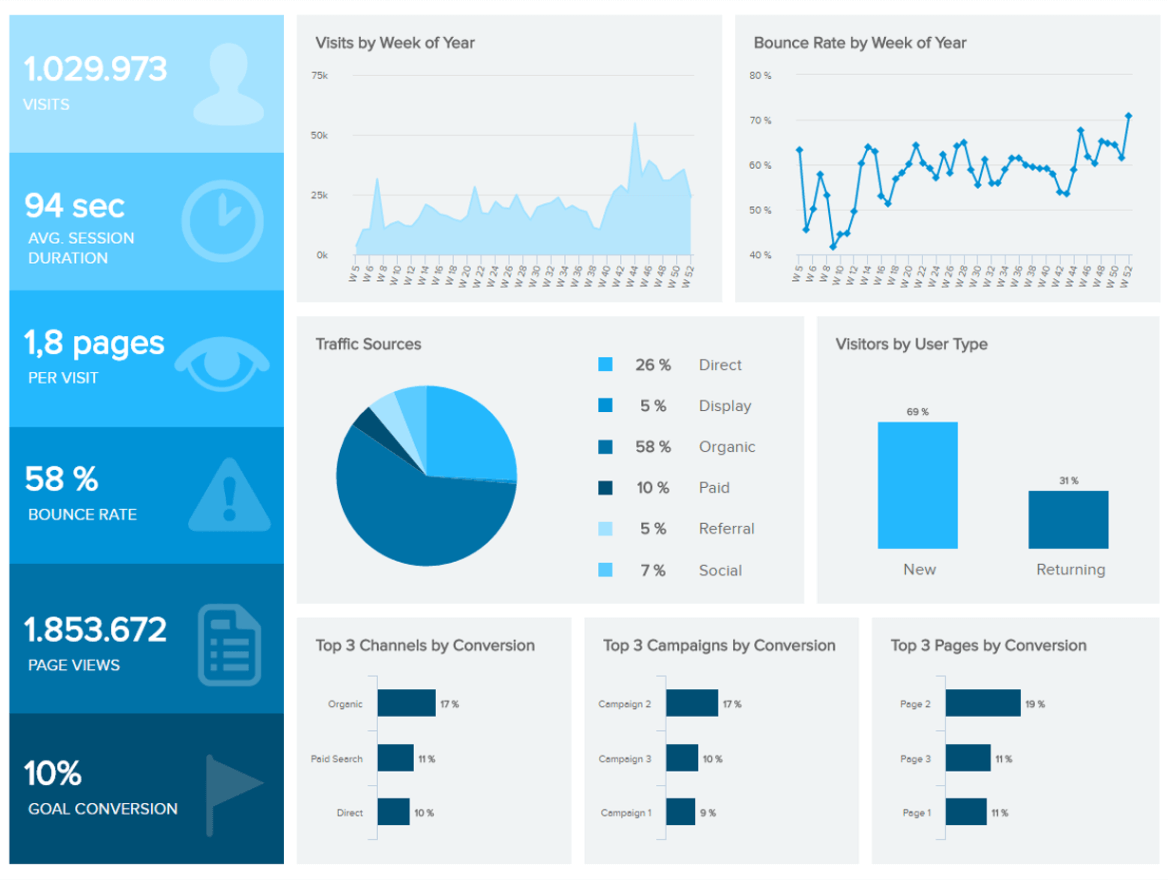 1.029.973
VISITS
94 sec
AVG. SESSION
DURATION
1,8 pages
PER VISIT
58 %
BOUNCE RATE
1.853.672
PAGE VIEWS
10%
GOAL CONVERSION
Visits by Week of Year
75k
50k
25k
0k
W 5 W 6 W 8 W 10 W 12 W 14 W 16 W 18 W 20 W 22 W 24 W 26 W 28 W 30 W 32 W 34 W 36 W 38 W 40 W 42 W 44 W 46 W 48 W 50 W 52
Bounce Rate by Week of Year
80 %
70 %
60 %
50 %
40 %
W 5 W 6 W 8 W 10 W 12 W 14 W 16 W 18 W 20 W 22 W 24 W 26 W 28 W 30 W 32 W 34 W 36 W 38 W 40 W 42 W 44 W 46 W 48 W 50 W 52
Traffic Sources
26 % Direct
5 % Display
58 % Organic
10 % Paid
5 % Referral
7 % Social
Visitors by User Type
69 %
31 %
New Returning
Top 3 Channels by Conversion
Organic 17 %
Paid Search 11 %
Direct 10 %
Top 3 Campaigns by Conversion
Campaign 2 17 %
Campaign 3 10 %
Campaign 1 9 %
Top 3 Pages by Conversion
Page 2 19 %
Page 3 11 %
Page 1 11 %